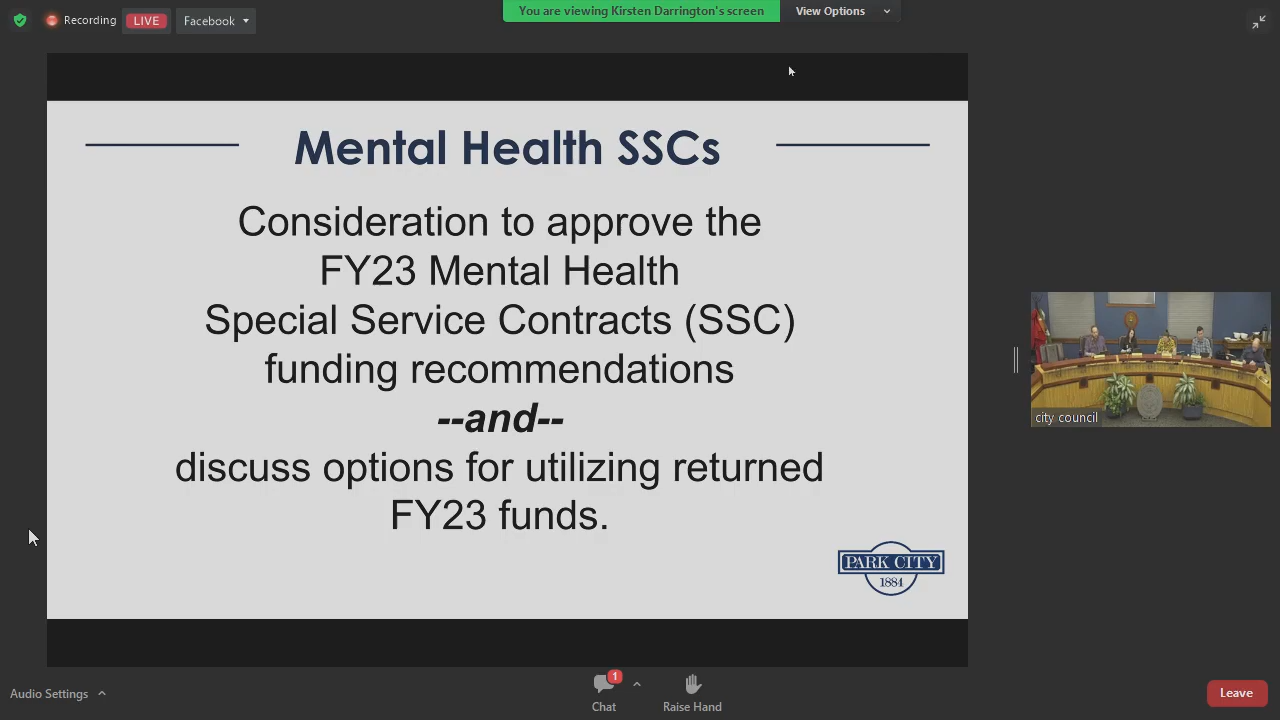 Recording
LIVE
Facebook
You are viewing Kirsten Darrington's screen
View Options
Mental Health SSCs
Consideration to approve the
FY23 Mental Health
Special Service Contracts (SSC)
funding recommendations
--and--
discuss options for utilizing returned
FY23 funds.
PARK CITY
1884
city council
Audio Settings
1
Chat
Raise Hand
Leave